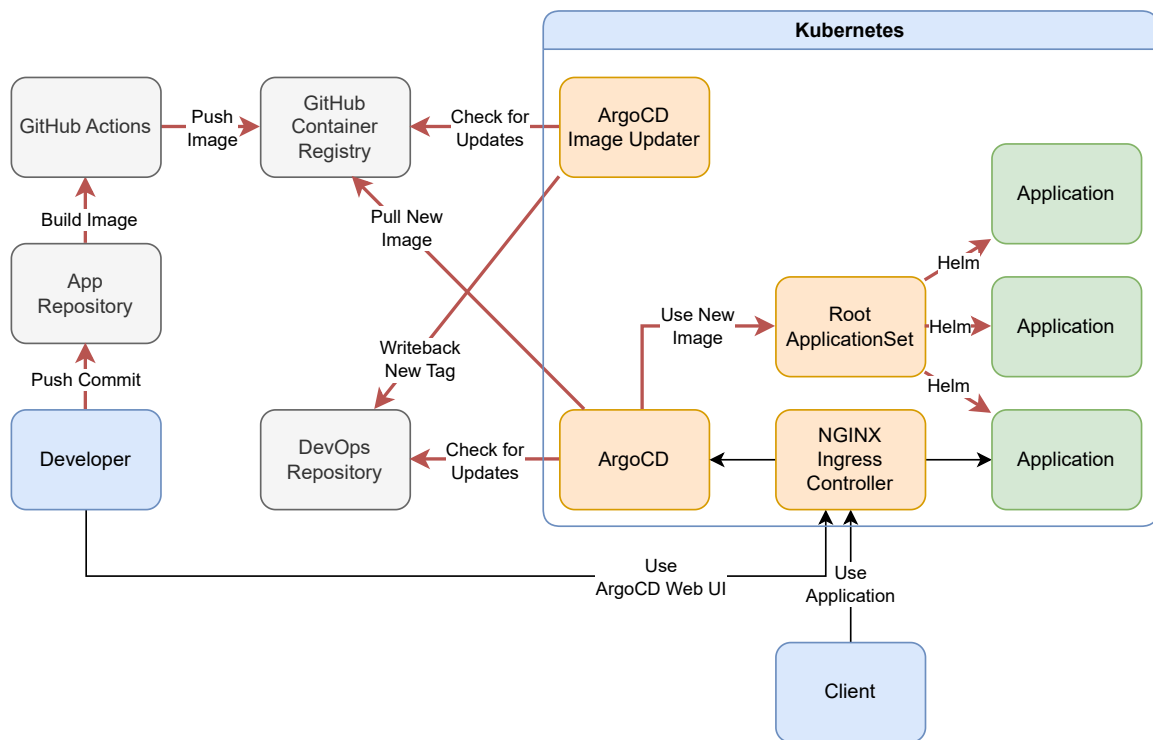 Kubernetes
GitHub Actions
Push
Image
GitHub
Container
Registry
Check for
Updates
ArgoCD
Image Updater
Application
Build Image
Pull New
Image
App
Repository
Helm
Use New
Image
Root
ApplicationSet
Helm
Application
Writeback
New Tag
Push Commit
Helm
Developer
DevOps
Repository
Check for
Updates
ArgoCD
NGINX
Ingress
Controller
Application
Use
ArgoCD Web UI
Use
Application
Client